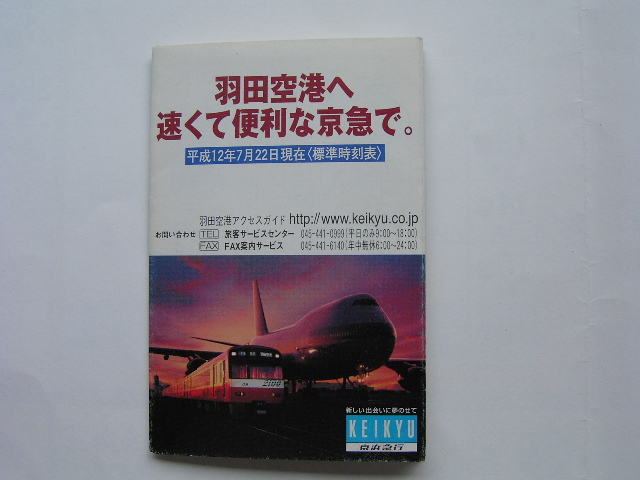 羽田空港へ
速くて便利な京急で。
平成12年7月22日現在〈標準時刻表〉
羽田空港アクセスガイド http://www.keikyu.co.jp
お問い合わせ TEL 旅客サービスセンター 045-441-0999(平日のみ9:00〜18:00)
FAX FAX案内サービス 045-441-6140(年中無休6:00〜24:00)
2100
新しい出会いに夢のせて
KEIKYU
京浜急行